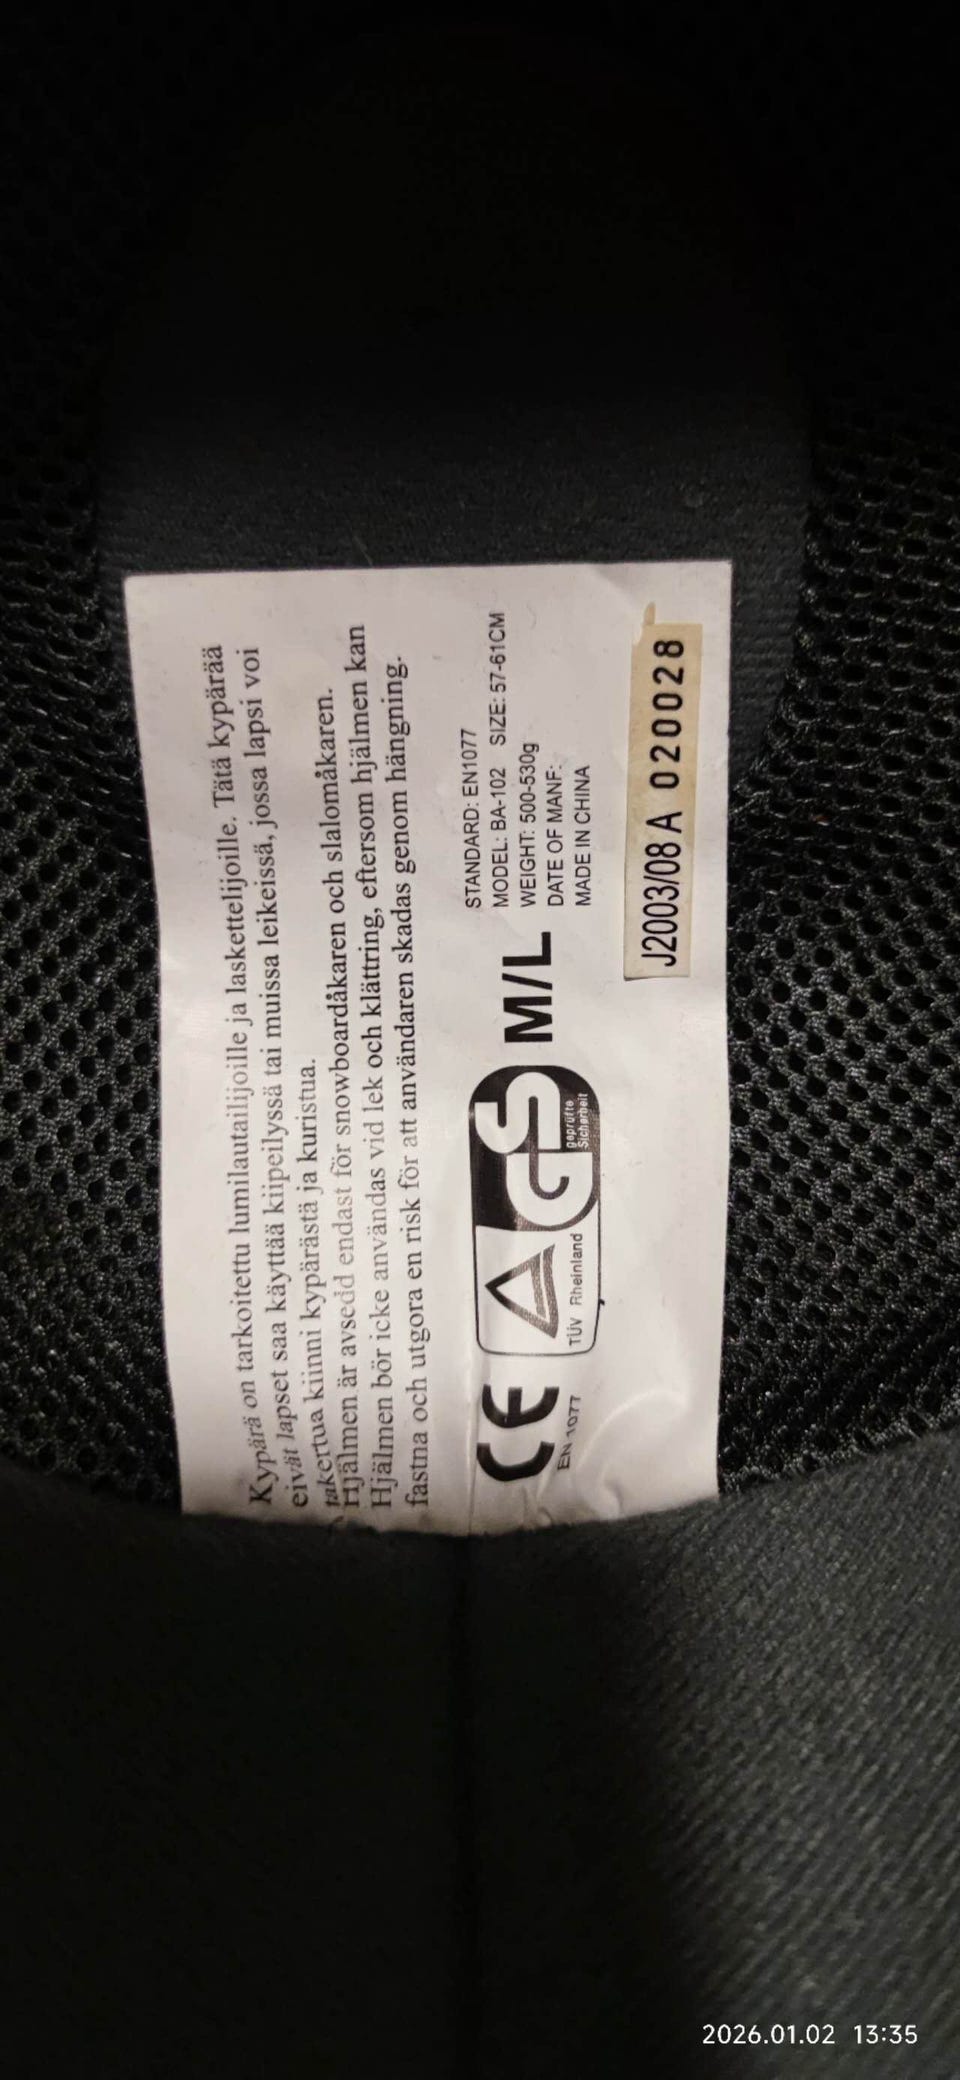 Kypärä on tarkoitettu lumilautailijoille ja laskettelijoille. Tätä kypärää
eivät lapset saa käyttää kiipeilyssä tai muissa leikeissä, jossa lapsi voi
takertua kiinni kypärästä ja kuristua.
Hjälmen är avsedd endast för snowboardåkaren och slalomåkaren.
Hjälmen bör icke användas vid lek och klättring, eftersom hjälmen kan
fastna och utgora en risk för att användaren skadas genom hängning.
CE
EN 1077
TÜV Rheinland
GS
geprüfte
Sicherheit
M/L
STANDARD: EN1077
MODEL: BA-102 SIZE: 57-61CM
WEIGHT: 500-530g
DATE OF MANF:
MADE IN CHINA
J2003/08 A 020028
2026.01.02 13:35